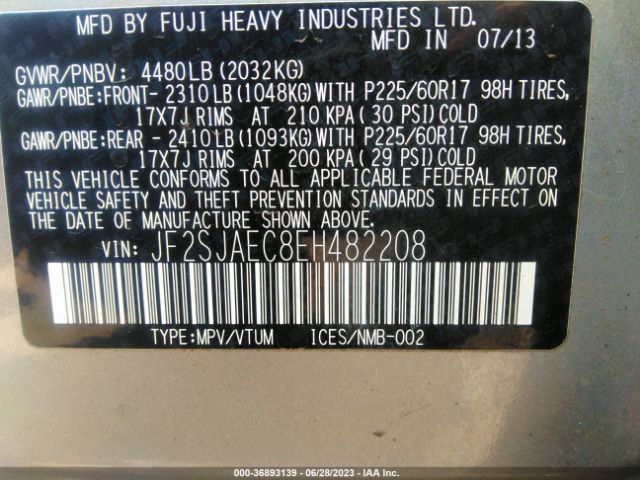 MFD BY FUJI HEAVY INDUSTRIES LTD.
MFD IN 07/13
GVWR/PNBV: 4480LB (2032KG)
GAWR/PNBE:FRONT- 2310LB(1048KG)WITH P225/60R17 98H TIRES,
17X7J RIMS AT 210 KPA (30 PSI)COLD
GAWR/PNBE:REAR - 2410LB(1093KG)WITH P225/60R17 98H TIRES,
17X7J RIMS AT 200 KPA (29 PSI)COLD
THIS VEHICLE CONFORMS TO ALL APPLICABLE FEDERAL MOTOR
VEHICLE SAFETY AND THEFT PREVENTION STANDARDS IN EFFECT ON
THE DATE OF MANUFACTURE SHOWN ABOVE.
VIN: JF2SJAEC8EH482208
TYPE:MPV/VTUM ICES/NMB-002
000-36893139 - 06/28/2023 - IAA Inc.